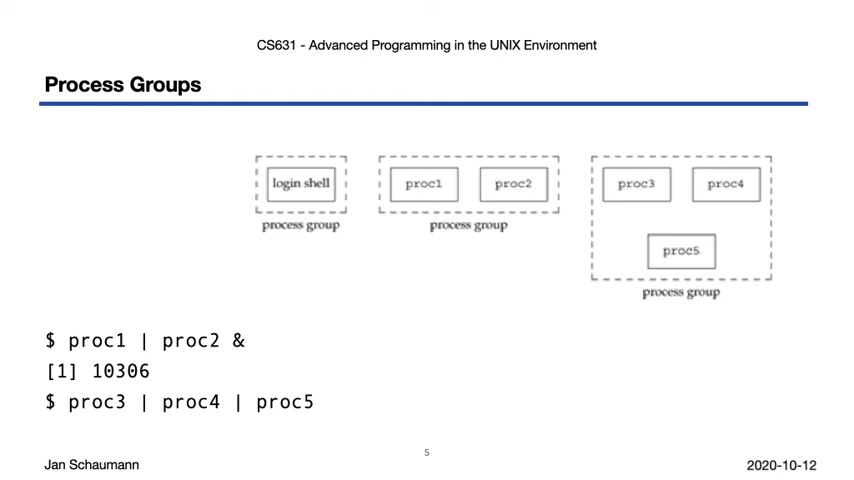 CS631 - Advanced Programming in the UNIX Environment
Process Groups
login shell
process group
proc1
proc2
process group
proc3
proc4
proc5
process group
$ proc1 | proc2 &
[1] 10306
$ proc3 | proc4 | proc5
Jan Schaumann
5
2020-10-12